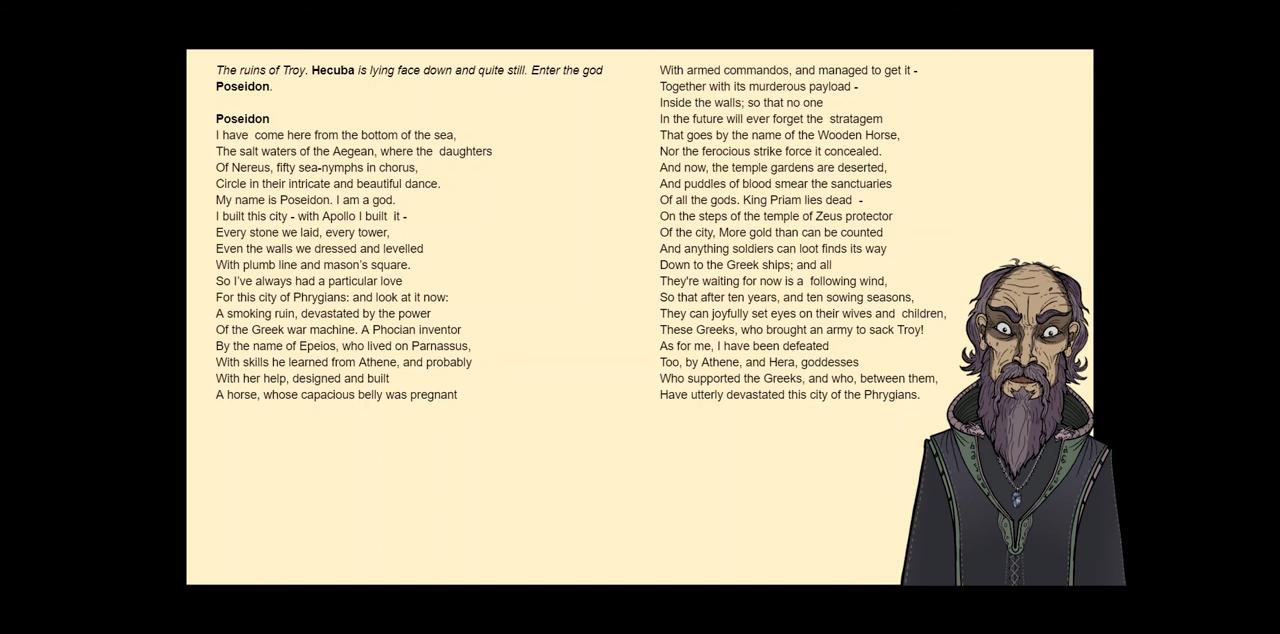 The ruins of Troy. Hecuba is lying face down and quite still. Enter the god
Poseidon.
Poseidon
I have  come here from the bottom of the sea,
The salt waters of the Aegean, where the  daughters
Of Nereus, fifty sea-nymphs in chorus,
Circle in their intricate and beautiful dance.
My name is Poseidon. I am a god.
I built this city - with Apollo I built  it -
Every stone we laid, every tower,
Even the walls we dressed and levelled
With plumb line and mason's square.
So I've always had a particular love
For this city of Phrygians: and look at it now:
A smoking ruin, devastated by the power
Of the Greek war machine. A Phocian inventor
By the name of Epeios, who lived on Parnassus,
With skills he learned from Athene, and probably
With her help, designed and built
A horse, whose capacious belly was pregnant
With armed commandos, and managed to get it -
Together with its murderous payload -
Inside the walls; so that no one
In the future will ever forget the  stratagem
That goes by the name of the Wooden Horse,
Nor the ferocious strike force it concealed.
And now, the temple gardens are deserted,
And puddles of blood smear the sanctuaries
Of all the gods. King Priam lies dead  -
On the steps of the temple of Zeus protector
Of the city, More gold than can be counted
And anything soldiers can loot finds its way
Down to the Greek ships; and all
They're waiting for now is a  following wind,
So that after ten years, and ten sowing seasons,
They can joyfully set eyes on their wives and  children,
These Greeks, who brought an army to sack Troy!
As for me, I have been defeated
Too, by Athene, and Hera, goddesses
Who supported the Greeks, and who, between them,
Have utterly devastated this city of the Phrygians.